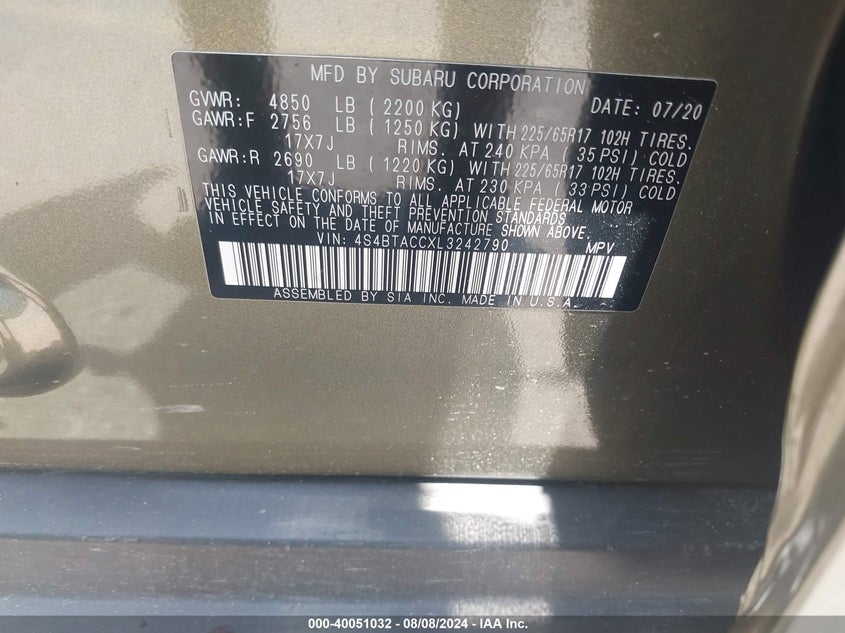 MFD BY SUBARU CORPORATION
GVWR: 4850 LB (2200 KG) DATE: 07/20
GAWR:F 2756 LB (1250 KG) WITH 225/65R17 102H TIRES.
17X7J RIMS. AT 240 KPA (35 PSI) COLD
GAWR:R 2690 LB (1220 KG) WITH 225/65R17 102H TIRES.
17X7J RIMS. AT 230 KPA (33 PSI) COLD
THIS VEHICLE CONFORMS TO ALL APPLICABLE FEDERAL MOTOR
VEHICLE SAFETY AND THEFT PREVENTION STANDARDS
IN EFFECT ON THE DATE OF MANUFACTURE SHOWN ABOVE.
VIN: 4S4BTACCXL3242790 MPV
ASSEMBLED BY SIA INC. MADE IN U.S.A.
000-40051032 - 08/08/2024 - IAA Inc.